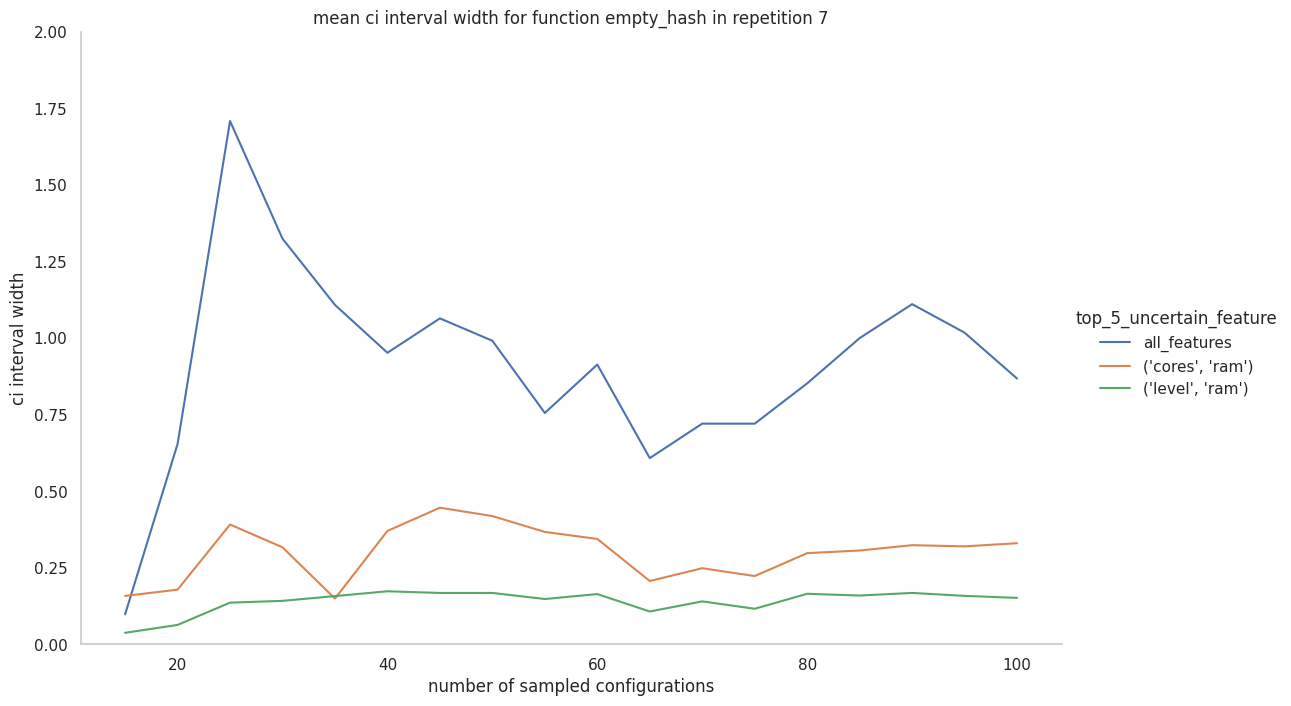 mean ci interval width for function empty_hash in repetition 7
2.00
1.75
1.50
1.25
1.00
0.75
0.50
0.25
0.00
ci interval width
20
40
60
80
100
number of sampled configurations
top_5_uncertain_feature
all_features
('cores', 'ram')
('level', 'ram')